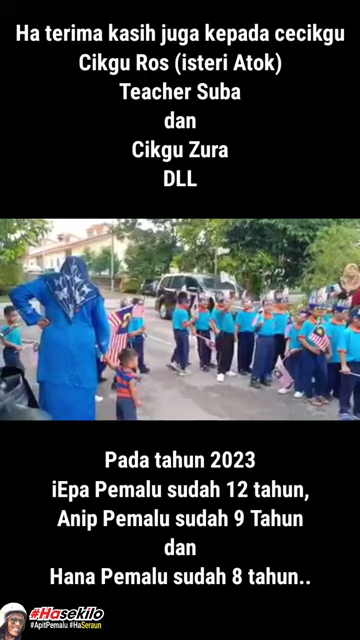 Ha terima kasih juga kepada cecikgu
Cikgu Ros (isteri Atok)
Teacher Suba
dan
Cikgu Zura
DLL
Pada tahun 2023
iEpa Pemalu sudah 12 tahun,
Anip Pemalu sudah 9 Tahun
dan
Hana Pemalu sudah 8 tahun..
#Hasekilo
#ApitPemalu #HaSeraun